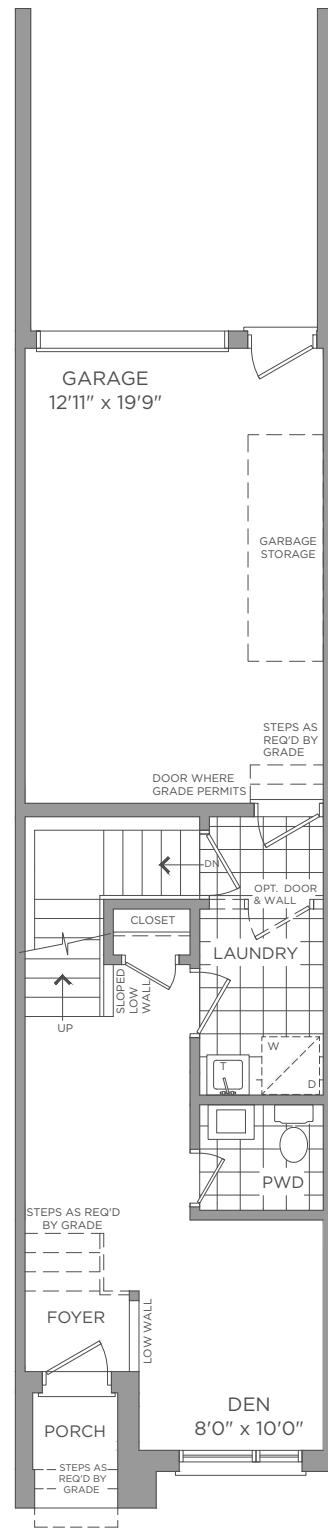 GARAGE
12'11" x 19'9"
GARBAGE
STORAGE
STEPS AS
REQ'D BY
GRADE
DOOR WHERE
GRADE PERMITS
DN
OPT. DOOR
& WALL
CLOSET
LAUNDRY
SLOPED
LOW
WALL
UP
W
T
D
PWD
STEPS AS REQ'D
BY GRADE
FOYER
LOW WALL
DEN
8'0" x 10'0"
PORCH
STEPS AS
REQ'D BY
GRADE